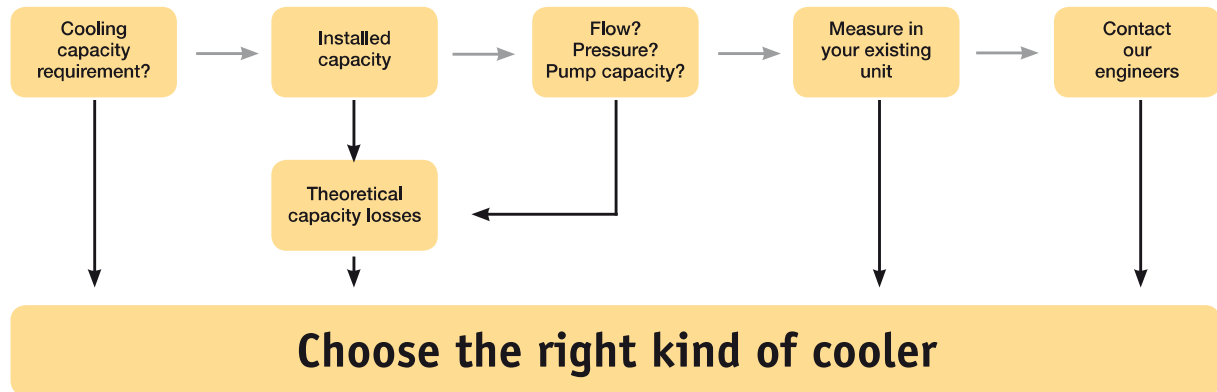 Cooling
capacity
requirement?
Installed
capacity
Flow?
Pressure?
Pump capacity?
Measure in
your existing
unit
Contact
our
engineers
Theoretical
capacity losses
Choose the right kind of cooler